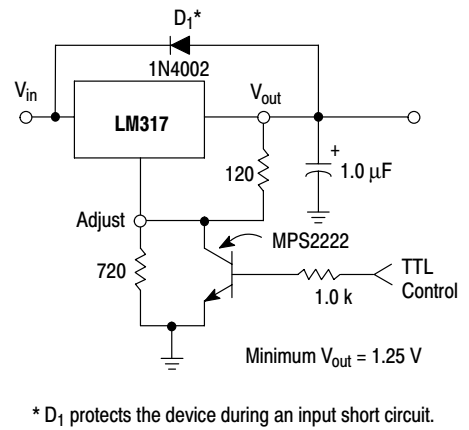 D1*
1N4002
Vin
LM317
Vout
120
+
1.0 μF
Adjust
MPS2222
720
1.0 k
TTL
Control
Minimum Vout = 1.25 V
* D1 protects the device during an input short circuit.